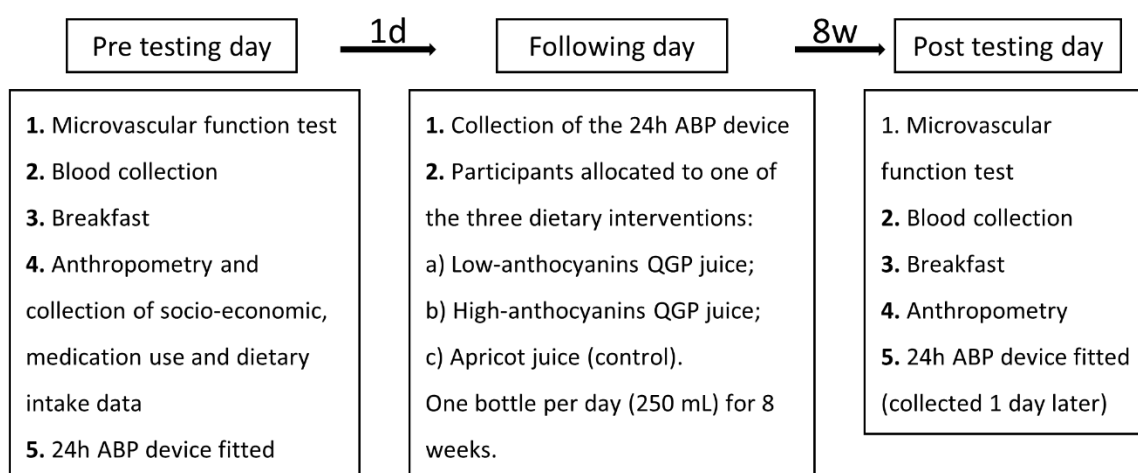 Pre testing day
1d
Following day
8w
Post testing day
1. Microvascular function test
2. Blood collection
3. Breakfast
4. Anthropometry and
collection of socio-economic,
medication use and dietary
intake data
5. 24h ABP device fitted
1. Collection of the 24h ABP device
2. Participants allocated to one of
the three dietary interventions:
a) Low-anthocyanins QGP juice;
b) High-anthocyanins QGP juice;
c) Apricot juice (control).
One bottle per day (250 mL) for 8
weeks.
1. Microvascular
function test
2. Blood collection
3. Breakfast
4. Anthropometry
5. 24h ABP device fitted
(collected 1 day later)